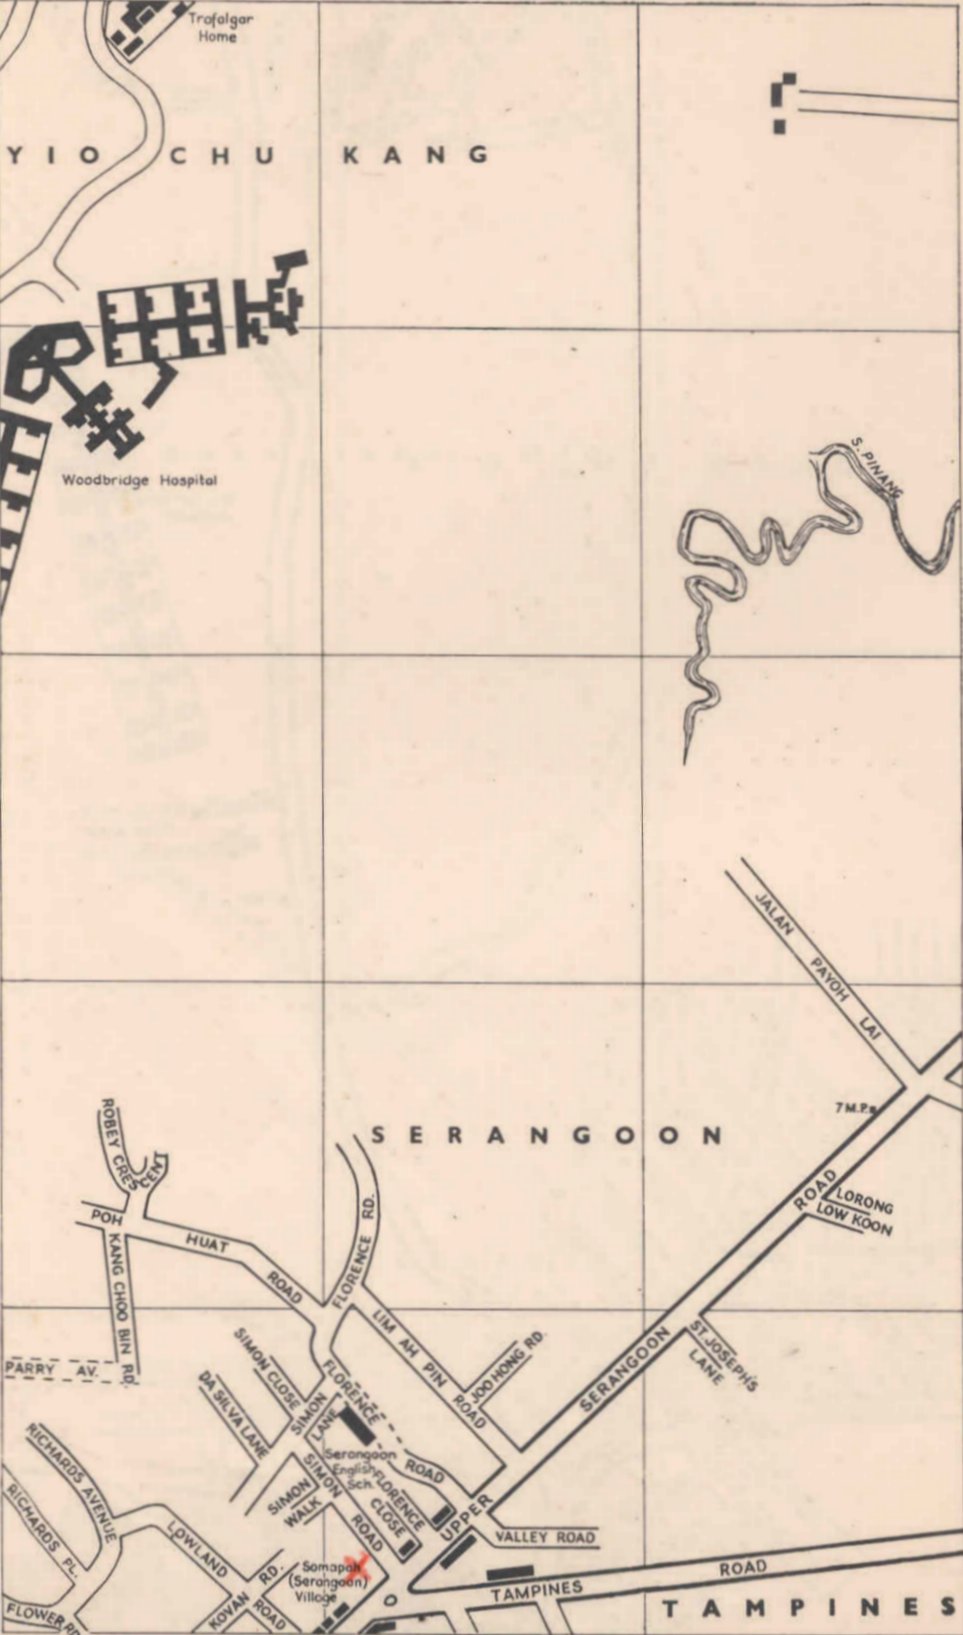 Trafalgar
Home
YIO CHU KANG
Woodbridge Hospital
S. PINANG
JALAN PAYOH LAI
7 M.P.
SERANGOON
ROBEY CRESCENT
POH HUAT ROAD
KANG CHOO BIN RD.
PARRY AV.
FLORENCE RD.
LIM AH PIN ROAD
JOO HONG RD.
UPPER SERANGOON ROAD
LORONG
LOW KOON
ST. JOSEPH'S
LANE
SIMON CLOSE
DA SILVA LANE
SIMON
LANE
FLORENCE ROAD
Serangoon
English
Sch.
FLORENCE
CLOSE
SIMON ROAD
SIMON
WALK
RICHARDS AVENUE
RICHARDS PL.
LOWLAND ROAD
KOVAN RD.
FLOWER RD
Somapah
(Serangoon)
Village
VALLEY ROAD
TAMPINES ROAD
TAMPINES